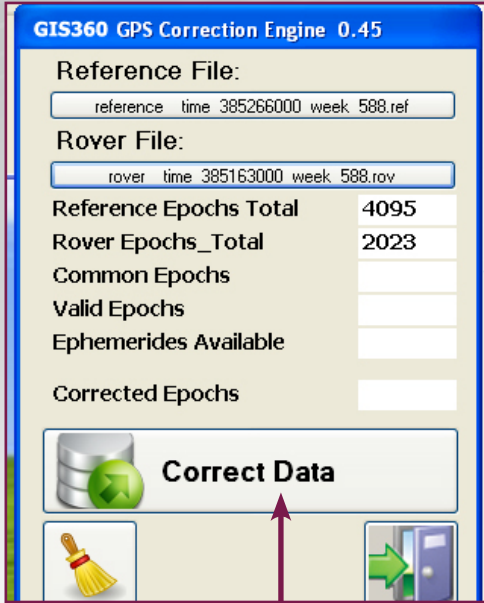 GIS360 GPS Correction Engine 0.45
Reference File:
reference time 385266000 week 588.ref
Rover File:
rover time 385163000 week 588.rov
Reference Epochs Total 4095
Rover Epochs_Total 2023
Common Epochs
Valid Epochs
Ephemerides Available
Corrected Epochs
Correct Data